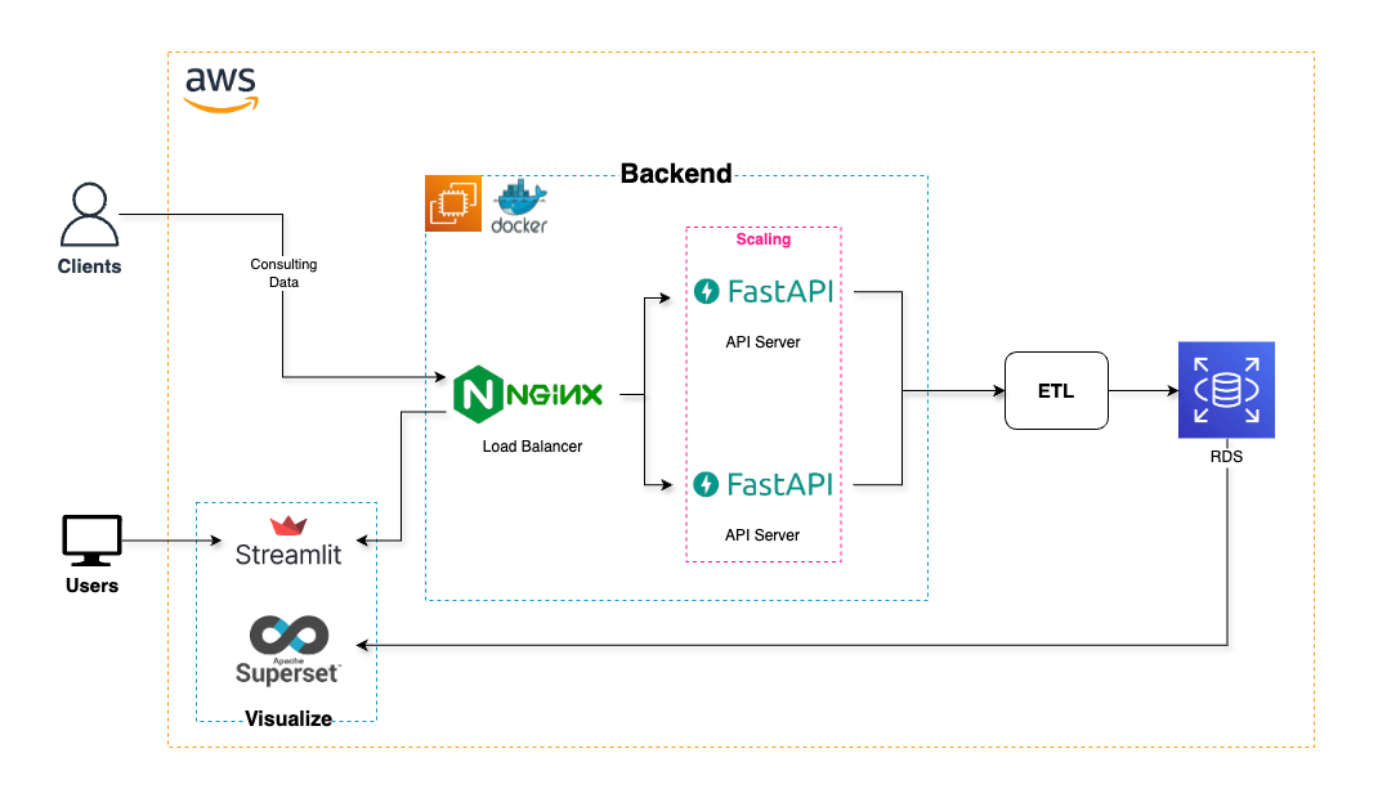 aws
Backend
docker
Scaling
Clients
Consulting
Data
FastAPI
API Server
NGINX
Load Balancer
ETL
RDS
FastAPI
API Server
Streamlit
Users
Apache
Superset™
Visualize